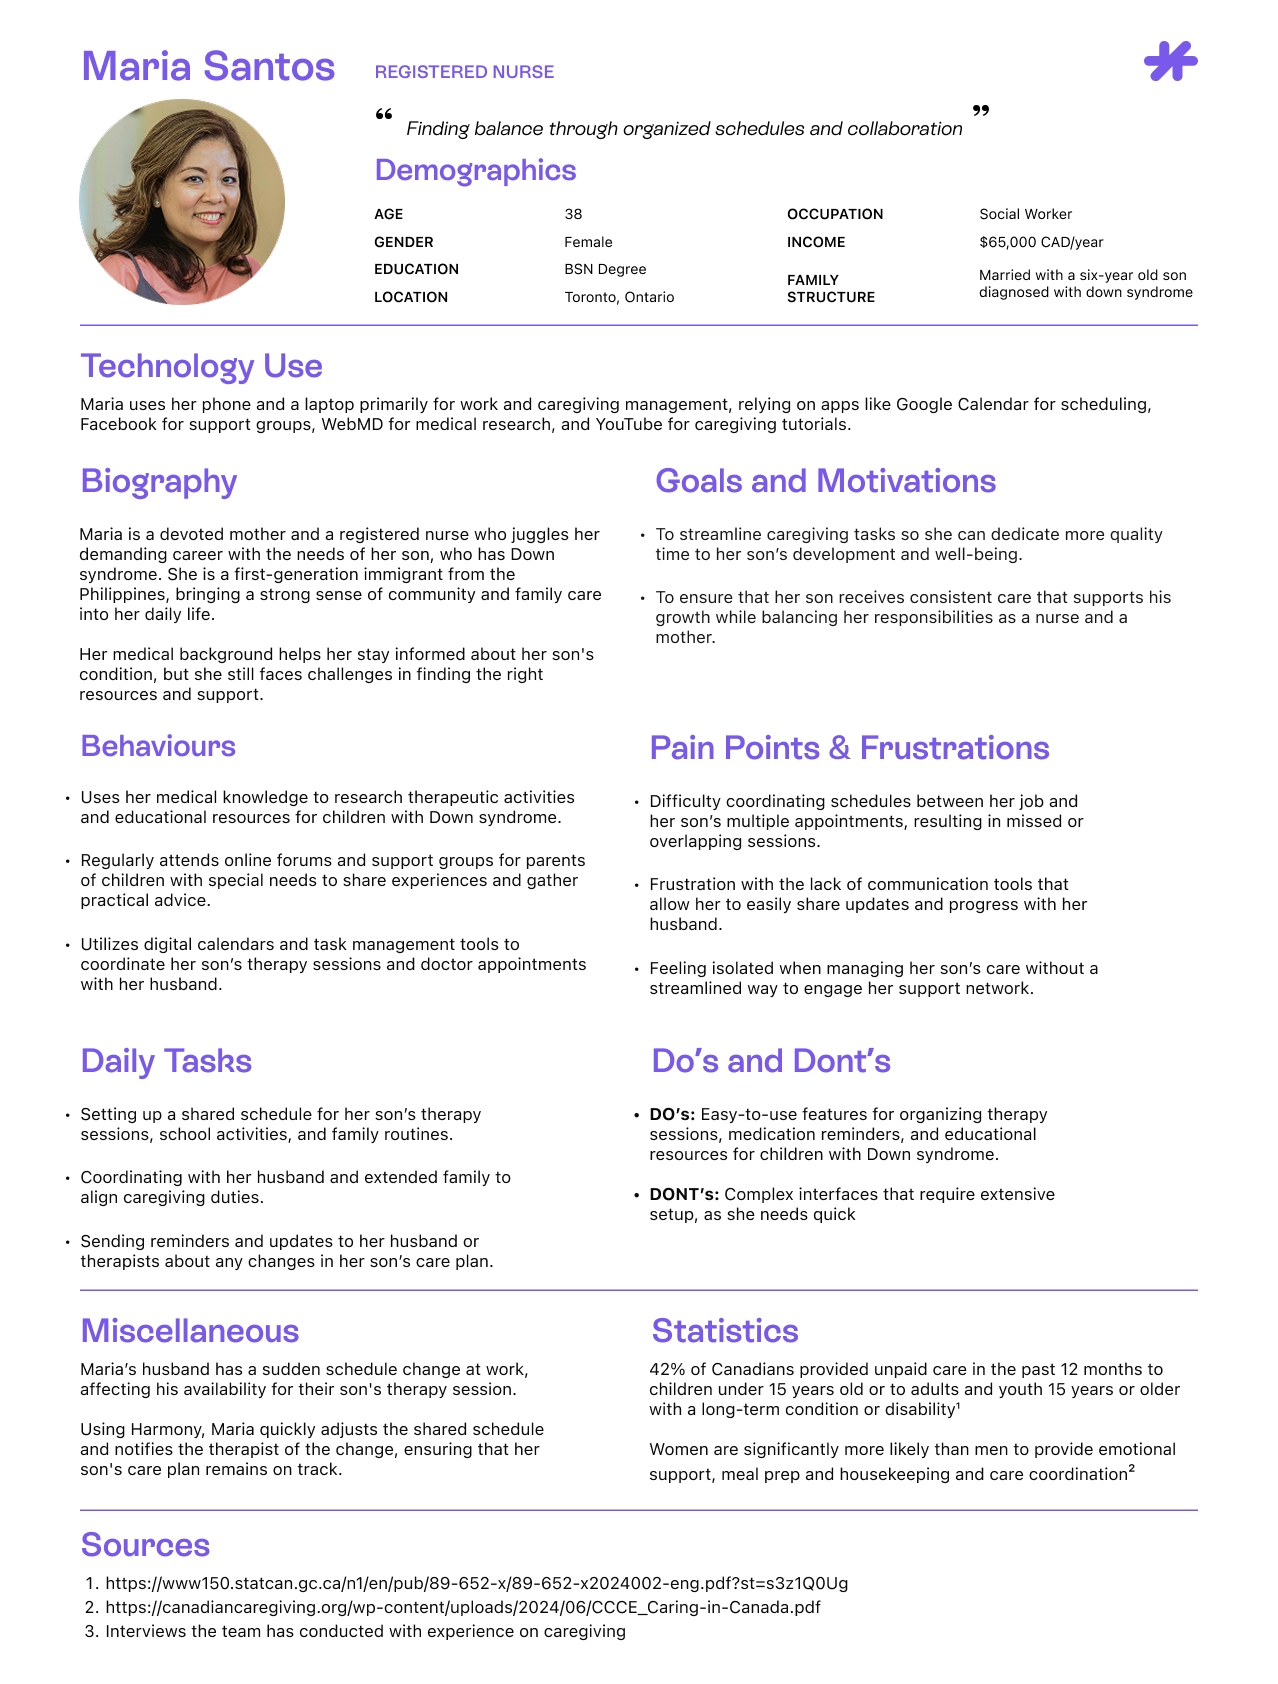 Maria Santos
REGISTERED NURSE
“ Finding balance through organized schedules and collaboration ”
Demographics
AGE 38
GENDER Female
EDUCATION BSN Degree
LOCATION Toronto, Ontario
OCCUPATION Social Worker
INCOME $65,000 CAD/year
FAMILY
STRUCTURE
Married with a six-year old son
diagnosed with down syndrome
Technology Use
Maria uses her phone and a laptop primarily for work and caregiving management, relying on apps like Google Calendar for scheduling,
Facebook for support groups, WebMD for medical research, and YouTube for caregiving tutorials.
Biography
Maria is a devoted mother and a registered nurse who juggles her
demanding career with the needs of her son, who has Down
syndrome. She is a first-generation immigrant from the
Philippines, bringing a strong sense of community and family care
into her daily life.
Her medical background helps her stay informed about her son's
condition, but she still faces challenges in finding the right
resources and support.
Goals and Motivations
• To streamline caregiving tasks so she can dedicate more quality
time to her son’s development and well-being.
• To ensure that her son receives consistent care that supports his
growth while balancing her responsibilities as a nurse and a
mother.
Behaviours
• Uses her medical knowledge to research therapeutic activities
and educational resources for children with Down syndrome.
• Regularly attends online forums and support groups for parents
of children with special needs to share experiences and gather
practical advice.
• Utilizes digital calendars and task management tools to
coordinate her son’s therapy sessions and doctor appointments
with her husband.
Pain Points & Frustrations
• Difficulty coordinating schedules between her job and
her son’s multiple appointments, resulting in missed or
overlapping sessions.
• Frustration with the lack of communication tools that
allow her to easily share updates and progress with her
husband.
• Feeling isolated when managing her son’s care without a
streamlined way to engage her support network.
Daily Tasks
• Setting up a shared schedule for her son’s therapy
sessions, school activities, and family routines.
• Coordinating with her husband and extended family to
align caregiving duties.
• Sending reminders and updates to her husband or
therapists about any changes in her son’s care plan.
Do’s and Dont’s
• DO’s: Easy-to-use features for organizing therapy
sessions, medication reminders, and educational
resources for children with Down syndrome.
• DONT’s: Complex interfaces that require extensive
setup, as she needs quick
Miscellaneous
Maria’s husband has a sudden schedule change at work,
affecting his availability for their son's therapy session.
Using Harmony, Maria quickly adjusts the shared schedule
and notifies the therapist of the change, ensuring that her
son's care plan remains on track.
Statistics
42% of Canadians provided unpaid care in the past 12 months to
children under 15 years old or to adults and youth 15 years or older
with a long-term condition or disability¹
Women are significantly more likely than men to provide emotional
support, meal prep and housekeeping and care coordination²
Sources
1. https://www150.statcan.gc.ca/n1/en/pub/89-652-x/89-652-x2024002-eng.pdf?st=s3z1Q0Ug
2. https://canadiancaregiving.org/wp-content/uploads/2024/06/CCCE_Caring-in-Canada.pdf
3. Interviews the team has conducted with experience on caregiving